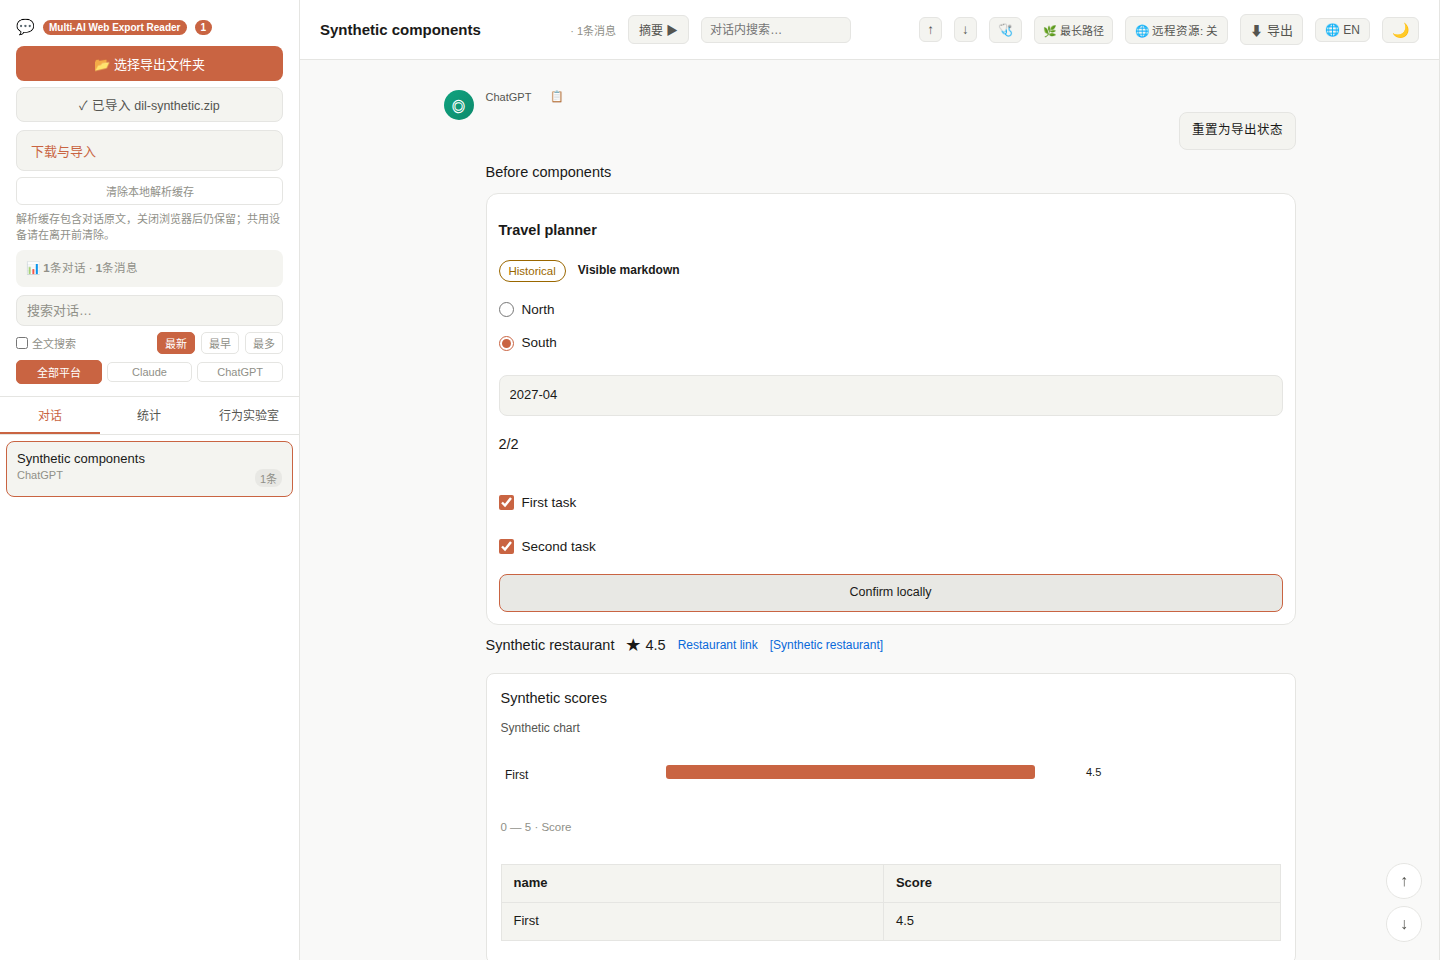 Multi-AI Web Export Reader 1
📂 选择导出文件夹
✓ 已导入 dil-synthetic.zip
下载与导入
清除本地解析缓存
解析缓存包含对话原文，关闭浏览器后仍保留；共用设
备请在离开前清除。
📊 1条对话 · 1条消息
搜索对话…
全文搜索 最新 最早 最多
全部平台 Claude ChatGPT
对话 统计 行为实验室
Synthetic components
ChatGPT
1条
Synthetic components · 1条消息 摘要 ▶ 对话内搜索… ↑ ↓ 🩺 🌿 最长路径 🌐 远程资源: 关 ⬇ 导出 🌐 EN 🌙
ChatGPT 📋
重置为导出状态
Before components
Travel planner
Historical Visible markdown
North
South
2027-04
2/2
First task
Second task
Confirm locally
Synthetic restaurant ★ 4.5 Restaurant link [Synthetic restaurant]
Synthetic scores
Synthetic chart
First 4.5
0 — 5 · Score
name Score
First 4.5
↑
↓